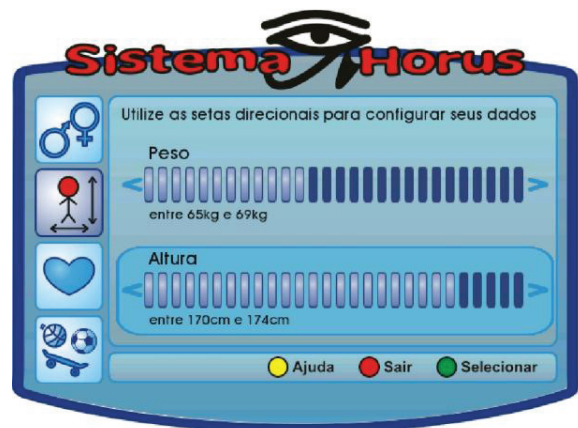 Sistema Horus
Utilize as setas direcionais para configurar seus dados
Peso
entre 65kg e 69kg
Altura
entre 170cm e 174cm
Ajuda Sair Selecionar